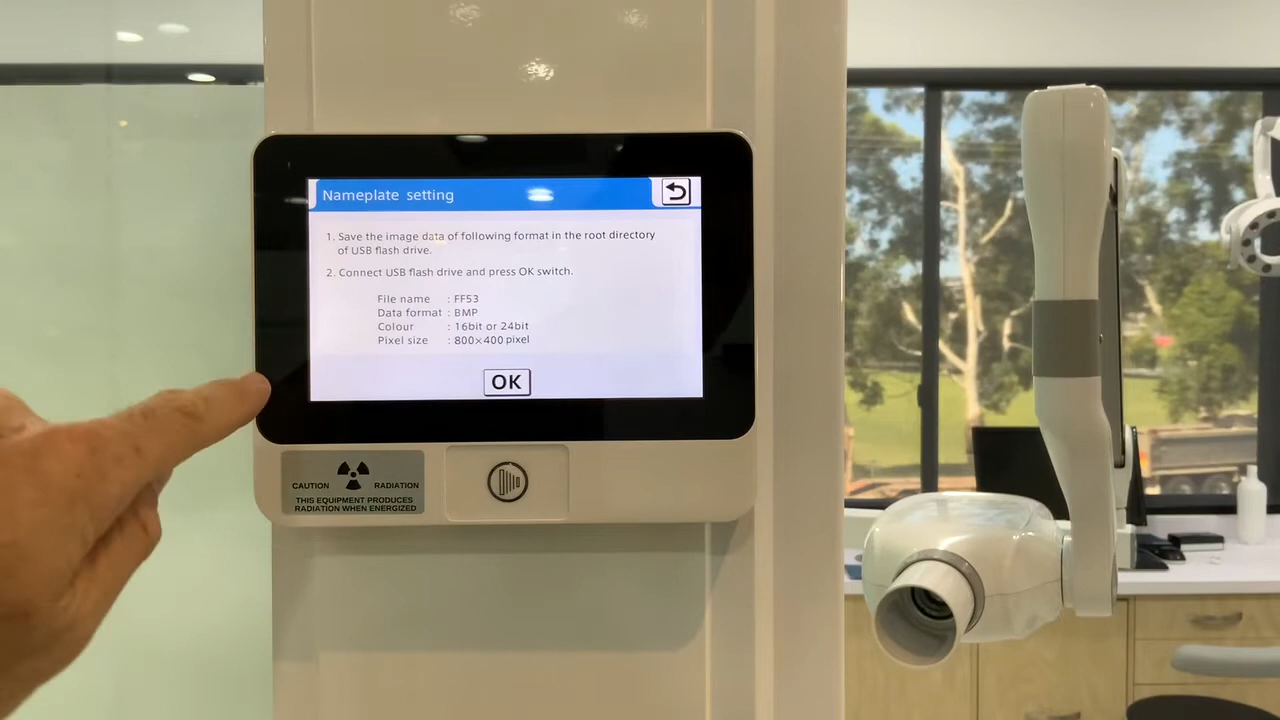 Nameplate setting
1. Save the image data of following format in the root directory
of USB flash drive.
2. Connect USB flash drive and press OK switch.
File name : FF53
Data format : BMP
Colour : 16bit or 24bit
Pixel size : 800×400 pixel
OK
CAUTION RADIATION
THIS EQUIPMENT PRODUCES
RADIATION WHEN ENERGIZED